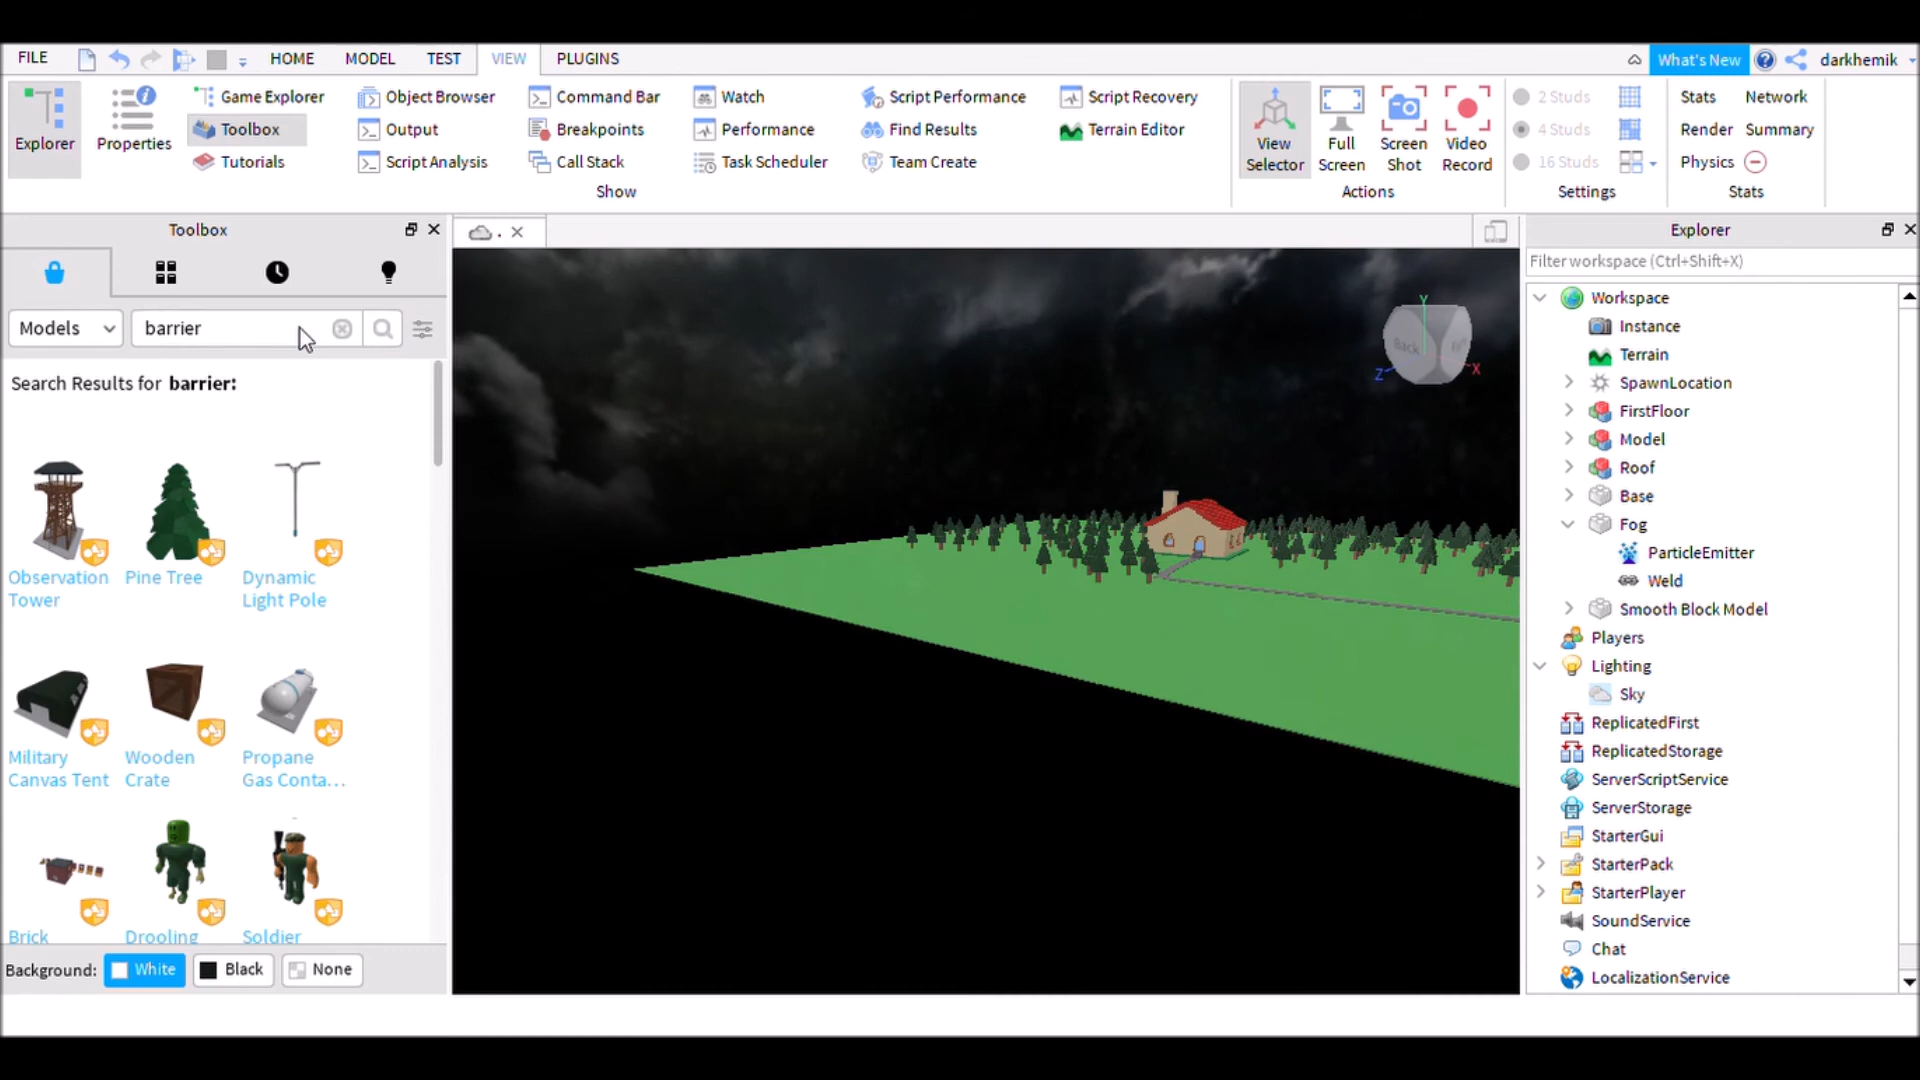 FILE HOME MODEL TEST VIEW PLUGINS What's New darkhemik
Explorer
Properties
Game Explorer
Toolbox
Tutorials
Object Browser
Output
Script Analysis
Command Bar
Breakpoints
Call Stack
Watch
Performance
Task Scheduler
Script Performance
Find Results
Team Create
Script Recovery
Terrain Editor
Show
View
Selector
Full
Screen
Screen
Shot
Video
Record
Actions
2 Studs
4 Studs
16 Studs
Settings
Stats Network
Render Summary
Physics
Stats
Toolbox
Models barrier
Search Results for barrier:
Observation
Tower
Pine Tree
Dynamic
Light Pole
Military
Canvas Tent
Wooden
Crate
Propane
Gas Conta...
Brick
Drooling
Soldier
Background: White Black None
.
Back
Y
Z
X
Explorer
Filter workspace (Ctrl+Shift+X)
Workspace
Instance
Terrain
SpawnLocation
FirstFloor
Model
Roof
Base
Fog
ParticleEmitter
Weld
Smooth Block Model
Players
Lighting
Sky
ReplicatedFirst
ReplicatedStorage
ServerScriptService
ServerStorage
StarterGui
StarterPack
StarterPlayer
SoundService
Chat
LocalizationService